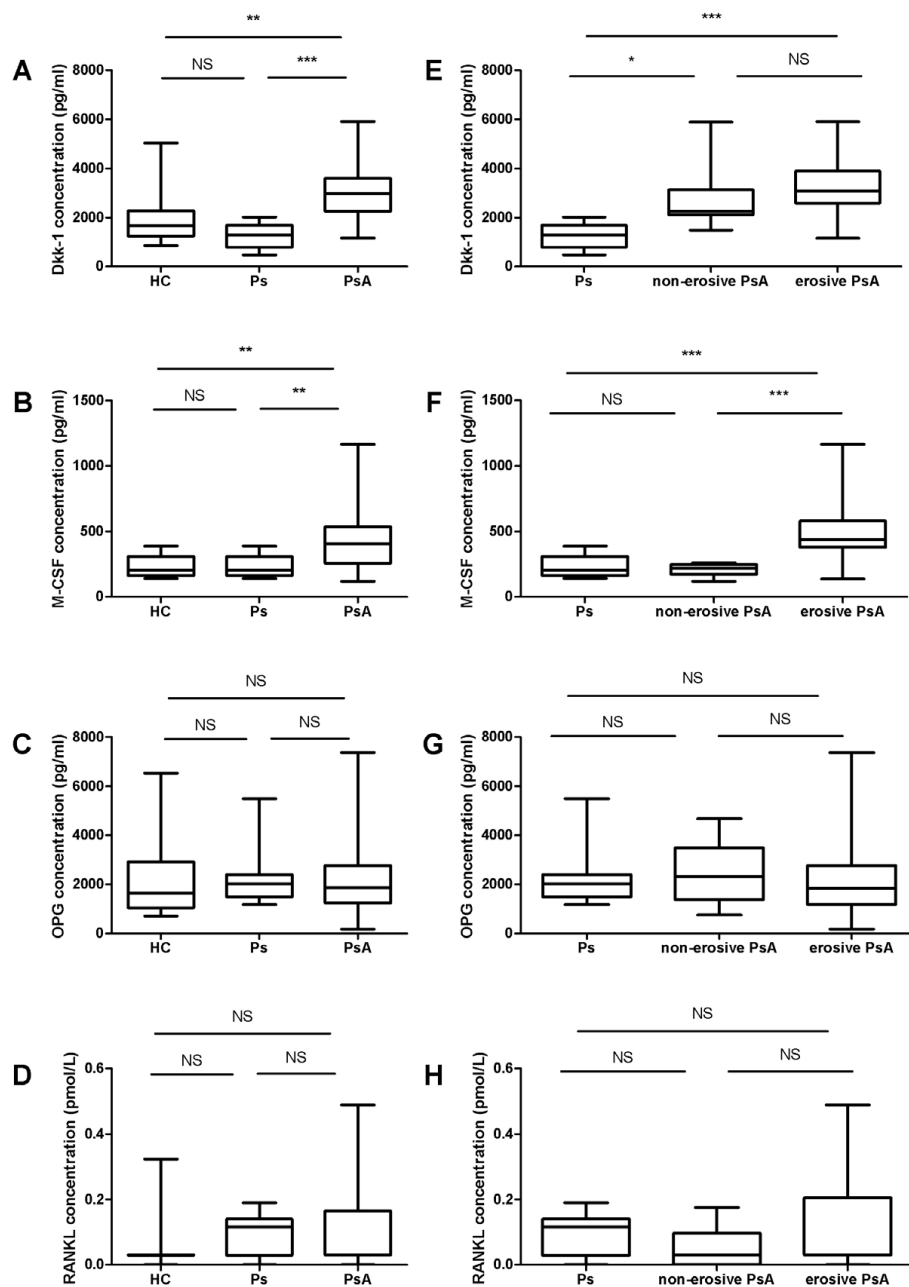 **
NS ***
A
8000
6000
4000
2000
0
Dkk-1 concentration (pg/ml)
HC Ps PsA
***
* NS
E
8000
6000
4000
2000
0
Dkk-1 concentration (pg/ml)
Ps non-erosive PsA erosive PsA
**
NS **
B
1500
1000
500
0
M-CSF concentration (pg/ml)
HC Ps PsA
***
NS ***
F
1500
1000
500
0
M-CSF concentration (pg/ml)
Ps non-erosive PsA erosive PsA
NS
NS NS
C
8000
6000
4000
2000
0
OPG concentration (pg/ml)
HC Ps PsA
NS
NS NS
G
8000
6000
4000
2000
0
OPG concentration (pg/ml)
Ps non-erosive PsA erosive PsA
NS
NS NS
D
0.6
0.4
0.2
0.0
RANKL concentration (pmol/L)
HC Ps PsA
NS
NS NS
H
0.6
0.4
0.2
0.0
RANKL concentration (pmol/L)
Ps non-erosive PsA erosive PsA